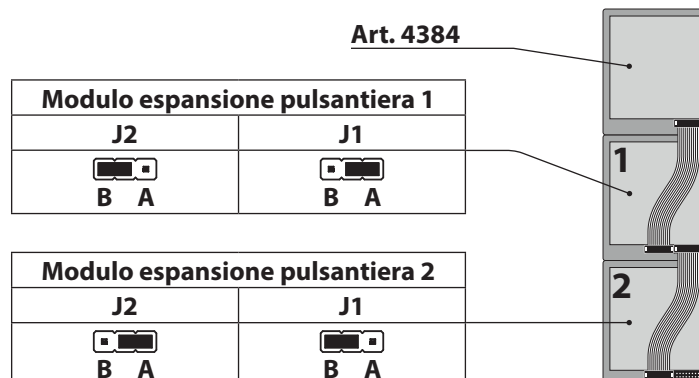 Art. 4384
Modulo espansione pulsantiera 1
J2 J1
B A B A
1
Modulo espansione pulsantiera 2
J2 J1
B A B A
2